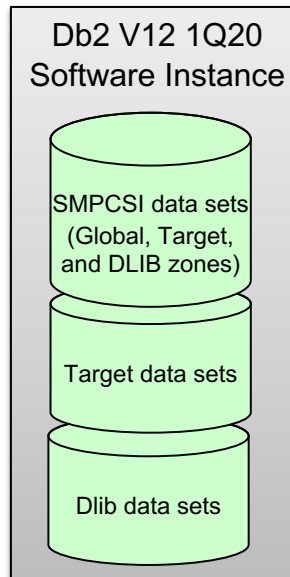 Db2 V12 1Q20
Software Instance
SMPCSI data sets
(Global, Target,
and DLIB zones)
Target data sets
Dlib data sets